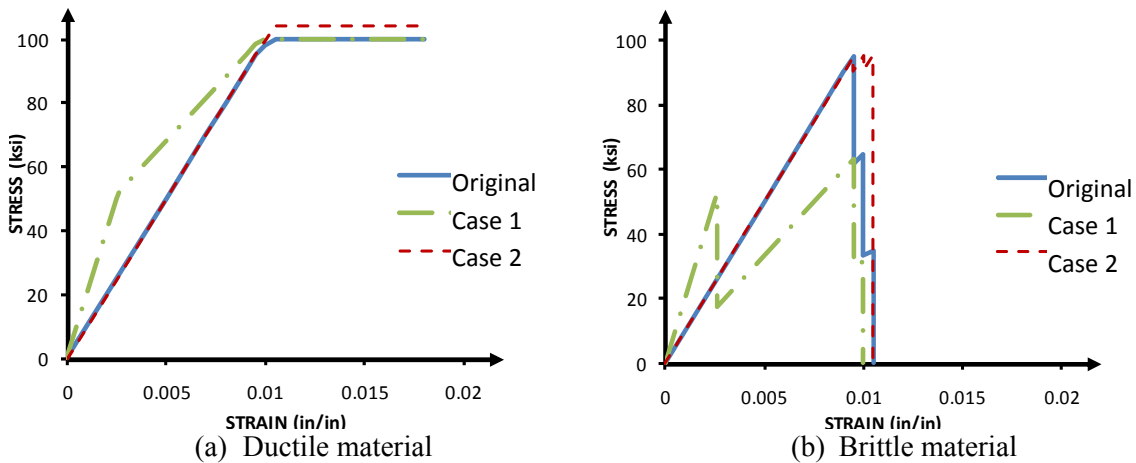 STRESS (ksi)
100
80
60
40
20
0
0
0.005
0.01
0.015
0.02
STRAIN (in/in)
Original
Case 1
Case 2
(a) Ductile material
STRESS (ksi)
100
80
60
40
20
0
0
0.005
0.01
0.015
0.02
STRAIN (in/in)
Original
Case 1
Case 2
(b) Brittle material